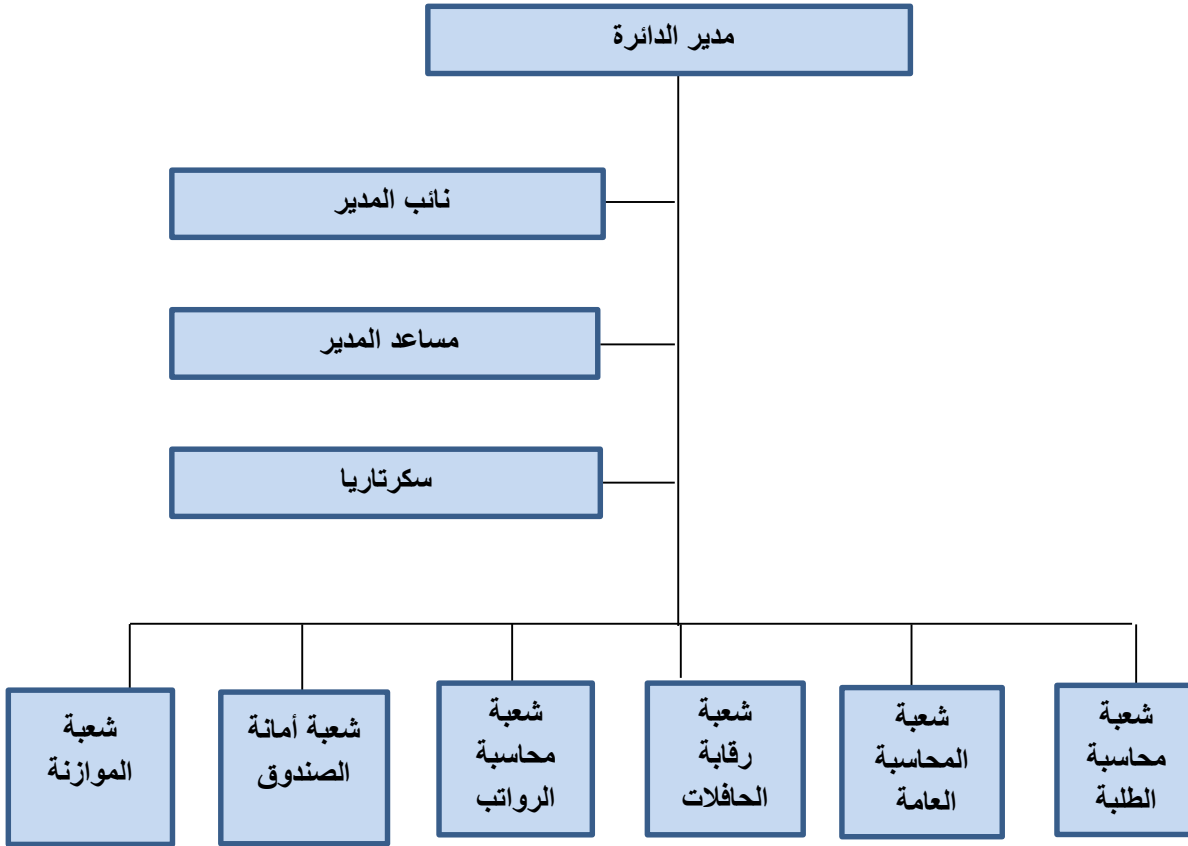 مدير الدائرة
نائب المدير
مساعد المدير
سكرتاريا
شعبة
محاسبة
الطلبة
شعبة
المحاسبة
العامة
شعبة
رقابة
الحافلات
شعبة
محاسبة
الرواتب
شعبة أمانة
الصندوق
شعبة
الموازنة